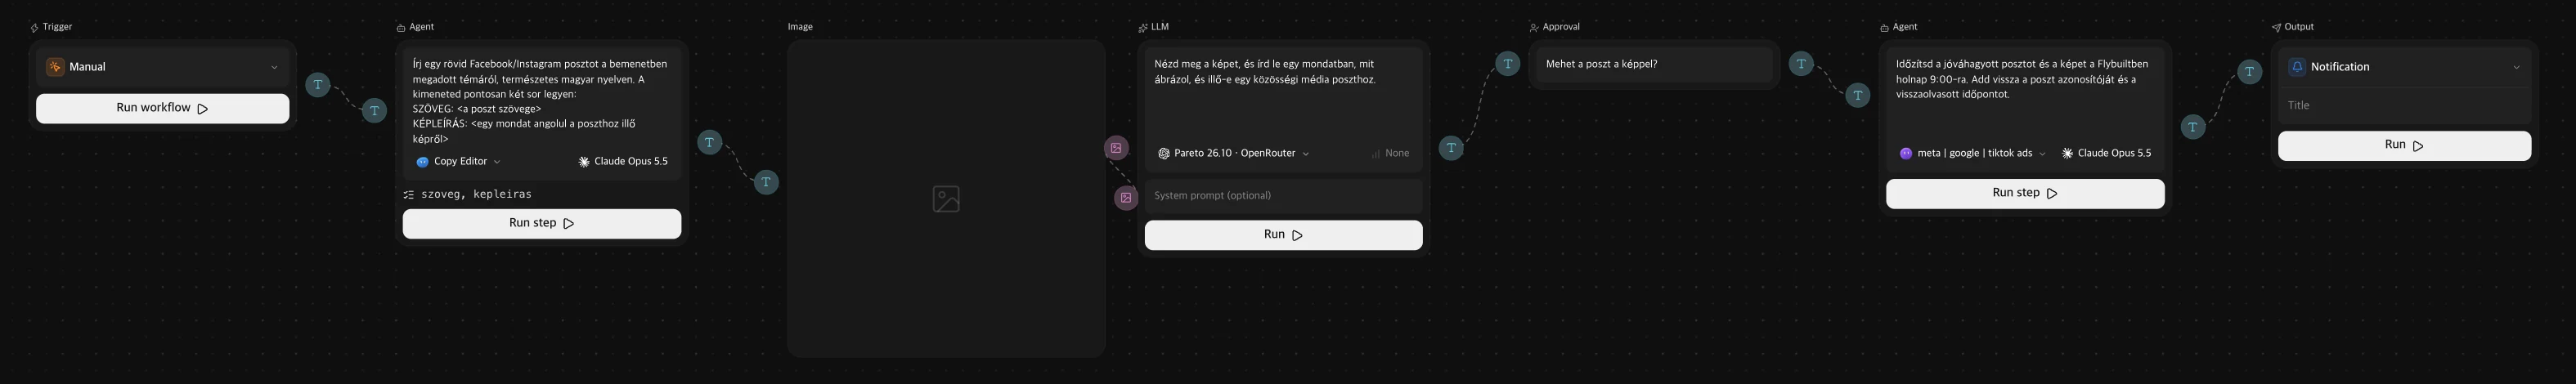 Trigger
Manual
Run workflow
T
T
Agent
Írj egy rövid Facebook/Instagram posztot a bemenetben
megadott témáról, természetes magyar nyelven. A
kimeneted pontosan két sor legyen:
SZÖVEG: <a poszt szövege>
KÉPLEÍRÁS: <egy mondat angolul a poszthoz illő
képről>
Copy Editor
Claude Opus 5.5
szoveg, kepleiras
Run step
T
T
Image
LLM
Nézd meg a képet, és írd le egy mondatban, mit
ábrázol, és illő-e egy közösségi média poszthoz.
Pareto 26.10 · OpenRouter
None
System prompt (optional)
Run
T
T
Approval
Mehet a poszt a képpel?
T
T
Agent
Időzítsd a jóváhagyott posztot és a képet a Flybuiltben
holnap 9:00-ra. Add vissza a poszt azonosítóját és a
visszaolvasott időpontot.
meta | google | tiktok ads
Claude Opus 5.5
Run step
T
T
Output
Notification
Title
Run